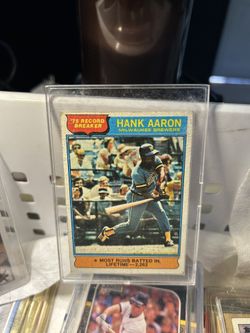 '75 RECORD
BREAKER
HANK AARON
MILWAUKEE BREWERS
★ MOST RUNS BATTED IN,
LIFETIME—2,262